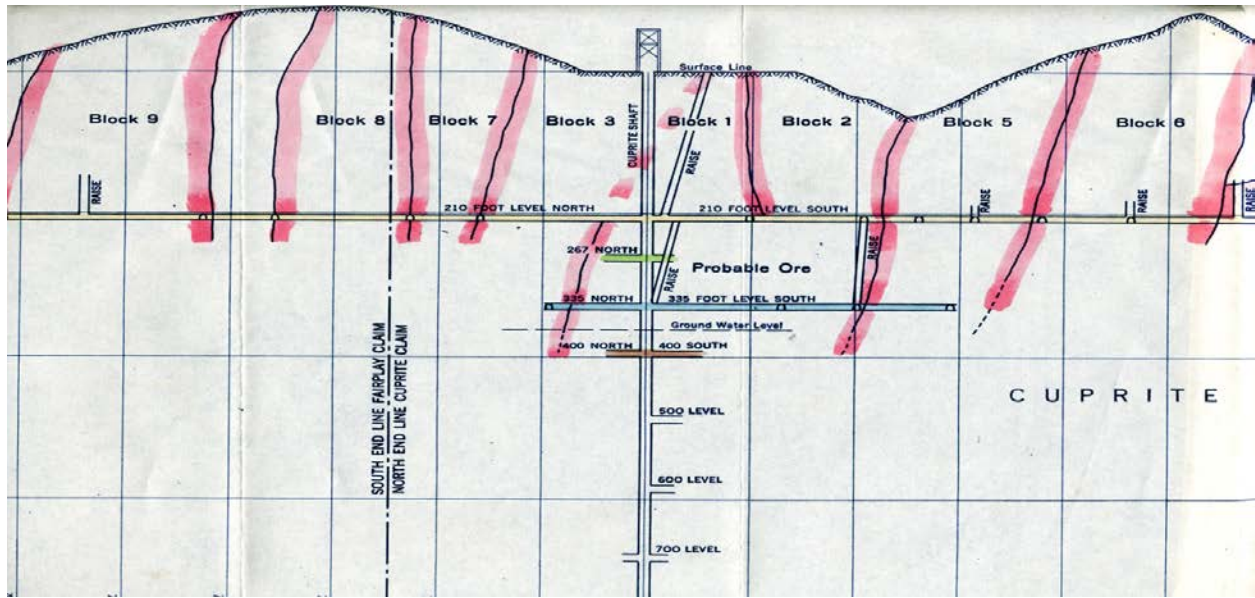 Surface Line
Block 9
Block 8
Block 7
Block 3
CUPRITE SHAFT
Block 1
RAISE
Block 2
Block 5
Block 6
RAISE
RAISE
RAISE
RAISE
210 FOOT LEVEL NORTH
210 FOOT LEVEL SOUTH
267 NORTH
RAISE
Probable Ore
RAISE
335 NORTH
335 FOOT LEVEL SOUTH
Ground Water Level
400 NORTH
400 SOUTH
SOUTH END LINE FAIRPLAY CLAIM
NORTH END LINE CUPRITE CLAIM
CUPRITE
500 LEVEL
600 LEVEL
700 LEVEL